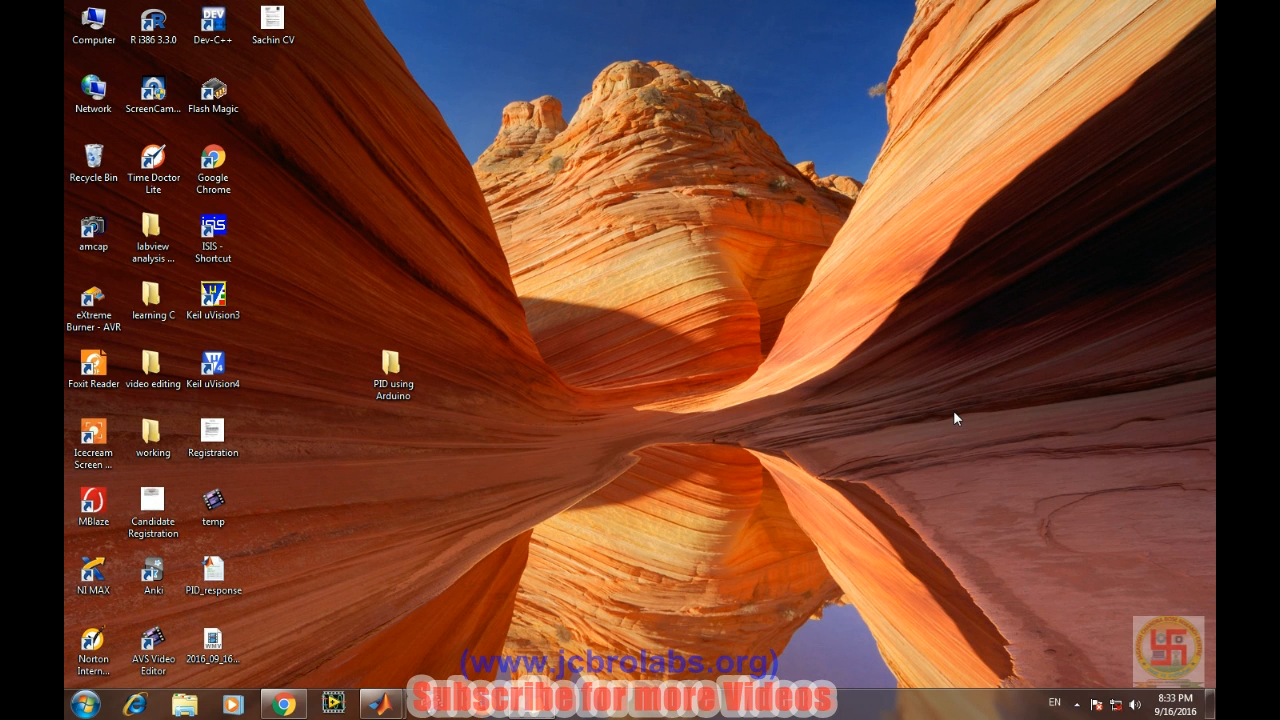 Computer
R i386 3.3.0
Dev-C++
Sachin CV
Network
ScreenCam...
Flash Magic
Recycle Bin
Time Doctor
Lite
Google
Chrome
amcap
labview
analysis ...
ISIS -
Shortcut
eXtreme
Burner - AVR
learning C
Keil uVision3
Foxit Reader
video editing
Keil uVision4
PID using
Arduino
Icecream
Screen ...
working
Registration
MBlaze
Candidate
Registration
temp
NI MAX
Anki
PID_response
Norton
Intern...
AVS Video
Editor
2016_09_16...
(www.jcbrolabs.org)
Subscribe for more Videos
EN
8:33 PM
9/16/2016